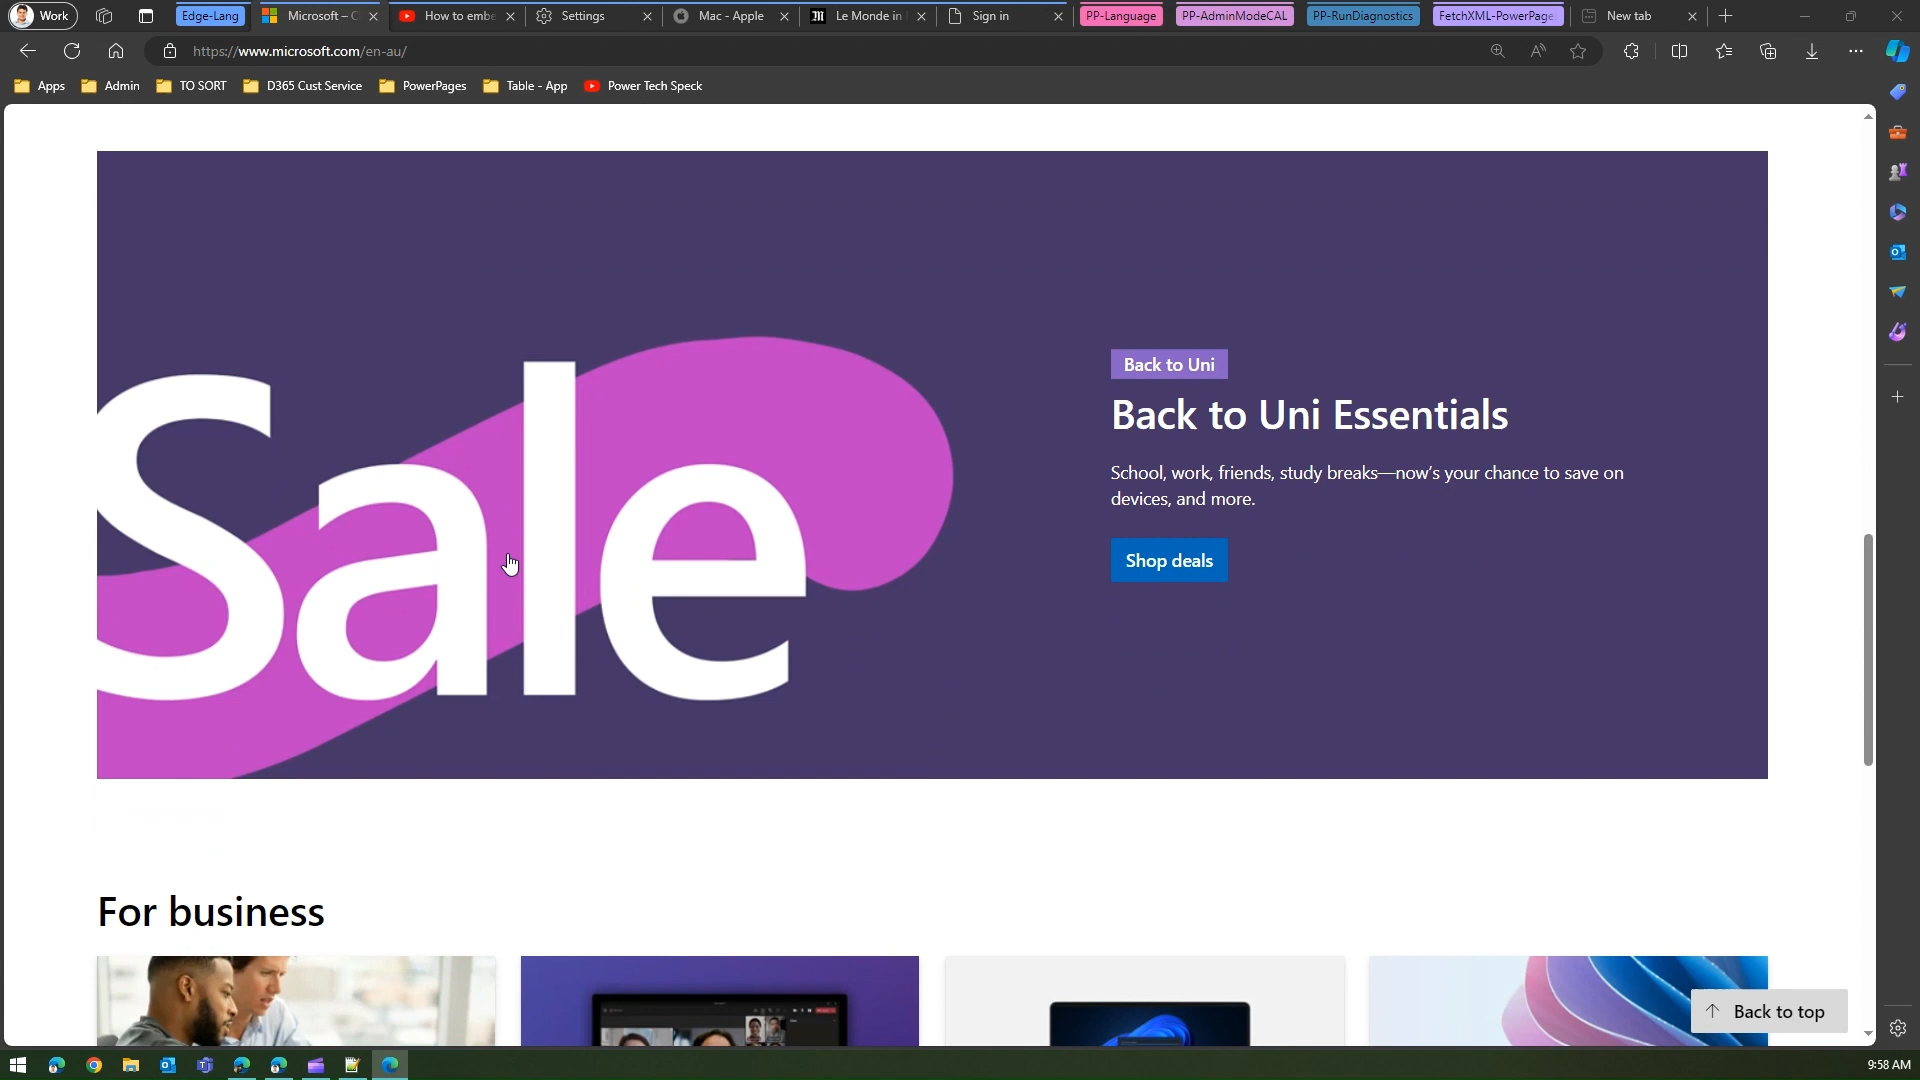 Work
Edge-Lang
Microsoft – C
How to embe
Settings
Mac - Apple
Le Monde in
Sign in
PP-Language
PP-AdminModeCAL
PP-RunDiagnostics
FetchXML-PowerPage
New tab
https://www.microsoft.com/en-au/
Apps
Admin
TO SORT
D365 Cust Service
PowerPages
Table - App
Power Tech Speck
Sale
Back to Uni
Back to Uni Essentials
School, work, friends, study breaks—now’s your chance to save on
devices, and more.
Shop deals
For business
Back to top
9:58 AM